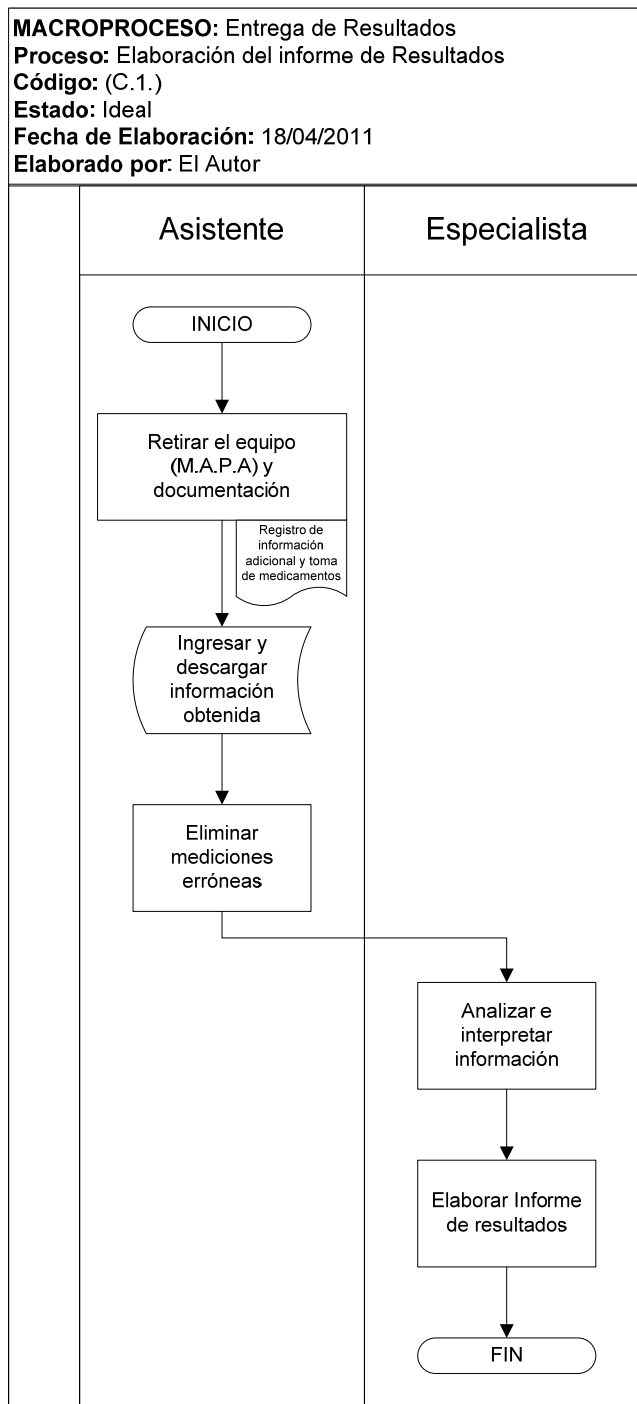 MACROPROCESO: Entrega de Resultados
Proceso: Elaboración del informe de Resultados
Código: (C.1.)
Estado: Ideal
Fecha de Elaboración: 18/04/2011
Elaborado por: El Autor
Asistente
Especialista
INICIO
Retirar el equipo
(M.A.P.A) y
documentación
Registro de
información
adicional y toma
de medicamentos
Ingresar y
descargar
información
obtenida
Eliminar
mediciones
erróneas
Analizar e
interpretar
información
Elaborar Informe
de resultados
FIN